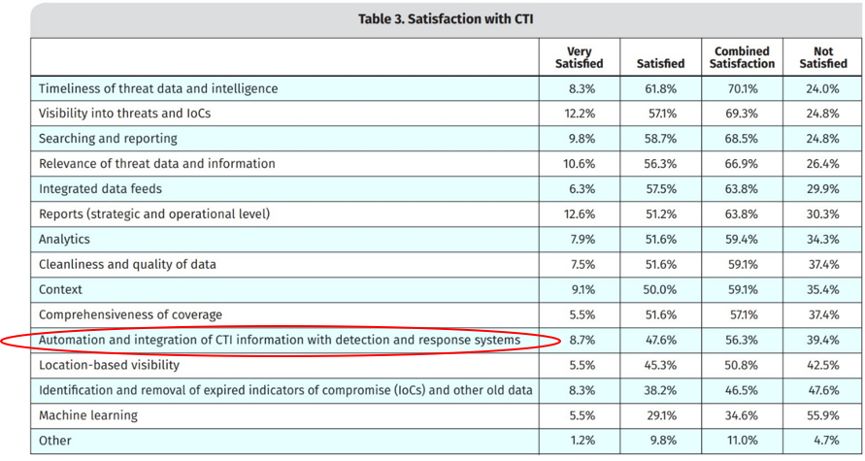 Table 3. Satisfaction with CTI
Very Satisfied Satisfied Combined Satisfaction Not Satisfied
Timeliness of threat data and intelligence 8.3% 61.8% 70.1% 24.0%
Visibility into threats and IoCs 12.2% 57.1% 69.3% 24.8%
Searching and reporting 9.8% 58.7% 68.5% 24.8%
Relevance of threat data and information 10.6% 56.3% 66.9% 26.4%
Integrated data feeds 6.3% 57.5% 63.8% 29.9%
Reports (strategic and operational level) 12.6% 51.2% 63.8% 30.3%
Analytics 7.9% 51.6% 59.4% 34.3%
Cleanliness and quality of data 7.5% 51.6% 59.1% 37.4%
Context 9.1% 50.0% 59.1% 35.4%
Comprehensiveness of coverage 5.5% 51.6% 57.1% 37.4%
Automation and integration of CTI information with detection and response systems 8.7% 47.6% 56.3% 39.4%
Location-based visibility 5.5% 45.3% 50.8% 42.5%
Identification and removal of expired indicators of compromise (IoCs) and other old data 8.3% 38.2% 46.5% 47.6%
Machine learning 5.5% 29.1% 34.6% 55.9%
Other 1.2% 9.8% 11.0% 4.7%